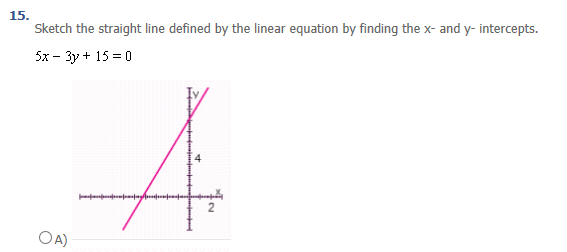 15.
Sketch the straight line defined by the linear equation by finding the x- and y- intercepts.
5x − 3y + 15 = 0
y
4
x
2
A)